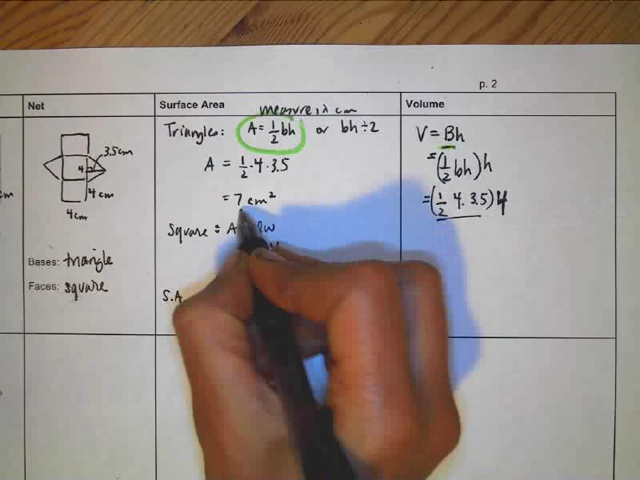 p. 2
Net
Surface Area
Volume
measure in cm
Triangles: A = 1/2 bh or bh ÷ 2
A = 1/2 · 4 · 3.5
= 7 cm²
Square : A = lw
S.A
3.5cm
4
4cm
4cm
Bases: triangle
Faces: square
V = Bh
= (1/2 bh) h
= (1/2 4 · 3.5) 4